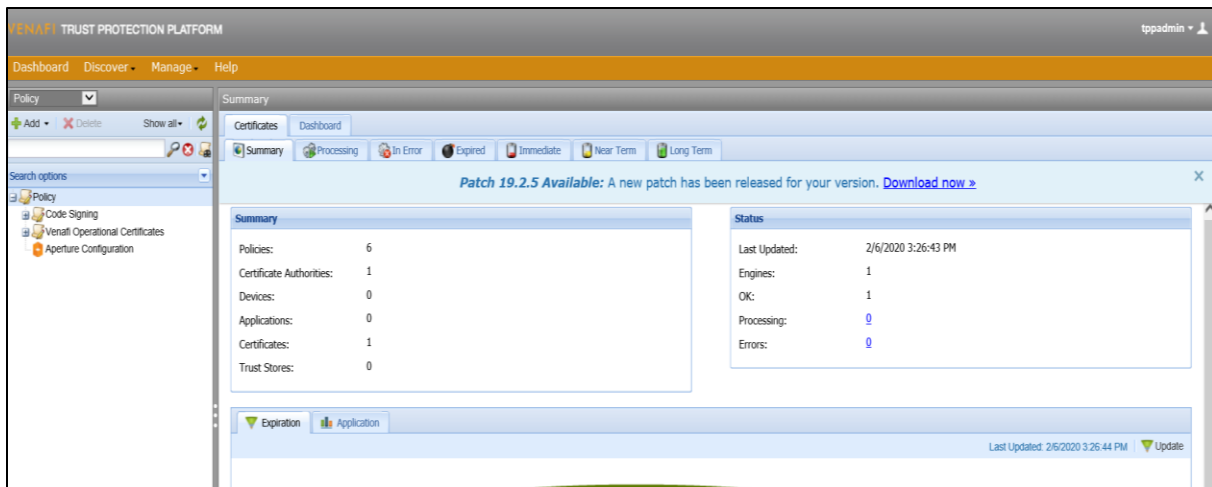 VENAFI TRUST PROTECTION PLATFORM
tppadmin
Dashboard Discover Manage Help
Policy
Summary
Add Delete Show all
Certificates Dashboard
Summary Processing In Error Expired Immediate Near Term Long Term
Search options
Patch 19.2.5 Available: A new patch has been released for your version. Download now »
X
Policy
Code Signing
Venafi Operational Certificates
Aperture Configuration
Summary
Policies: 6
Certificate Authorities: 1
Devices: 0
Applications: 0
Certificates: 1
Trust Stores: 0
Status
Last Updated: 2/6/2020 3:26:43 PM
Engines: 1
OK: 1
Processing: 0
Errors: 0
Expiration Application
Last Updated: 2/6/2020 3:26:44 PM Update